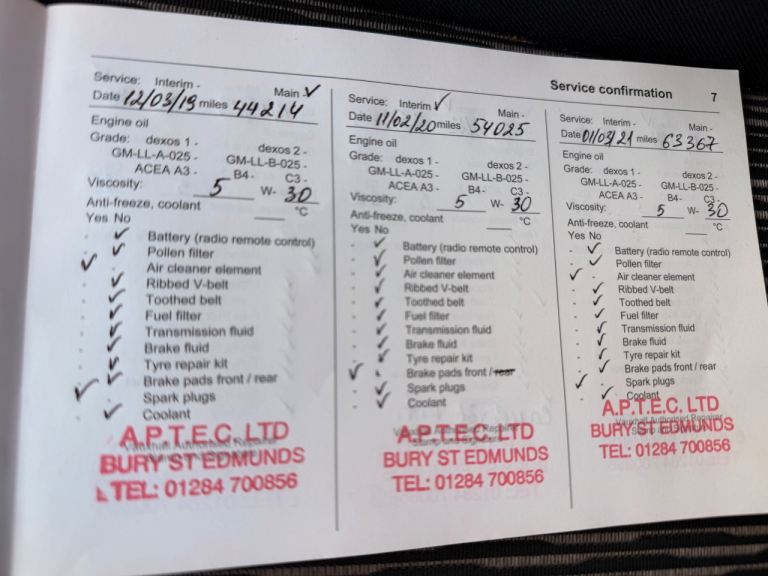 Service confirmation 7
Service: Interim - Main ✓
Date 12/03/19 miles 44214
Engine oil
Grade: dexos 1 - dexos 2 -
GM-LL-A-025 - GM-LL-B-025 -
ACEA A3 - B4 - C3 -
Viscosity: 5 W- 30
Anti-freeze, coolant °C
Yes No
Battery (radio remote control)
Pollen filter
Air cleaner element
Ribbed V-belt
Toothed belt
Fuel filter
Transmission fluid
Brake fluid
Tyre repair kit
Brake pads front / rear
Spark plugs
Coolant
A.P.T.E.C. LTD
Vauxhall Authorised Repairer
BURY ST EDMUNDS
TEL: 01284 700856
Service: Interim ✓ Main -
Date 11/02/20 miles 54025
Engine oil
Grade: dexos 1 - dexos 2 -
GM-LL-A-025 - GM-LL-B-025 -
ACEA A3 - B4 - C3 -
Viscosity: 5 W- 30
Anti-freeze, coolant °C
Yes No
Battery (radio remote control)
Pollen filter
Air cleaner element
Ribbed V-belt
Toothed belt
Fuel filter
Transmission fluid
Brake fluid
Tyre repair kit
Brake pads front / rear
Spark plugs
Coolant
A.P.T.E.C. LTD
Vauxhall Authorised Repairer
BURY ST EDMUNDS
TEL: 01284 700856
Service: Interim - Main -
Date 01/03/21 miles 63367
Engine oil
Grade: dexos 1 - dexos 2 -
GM-LL-A-025 - GM-LL-B-025 -
ACEA A3 - B4 - C3 -
Viscosity: 5 W- 30
Anti-freeze, coolant °C
Yes No
Battery (radio remote control)
Pollen filter
Air cleaner element
Ribbed V-belt
Toothed belt
Fuel filter
Transmission fluid
Brake fluid
Tyre repair kit
Brake pads front / rear
Spark plugs
Coolant
A.P.T.E.C. LTD
Vauxhall Authorised Repairer
BURY ST EDMUNDS
TEL: 01284 700856